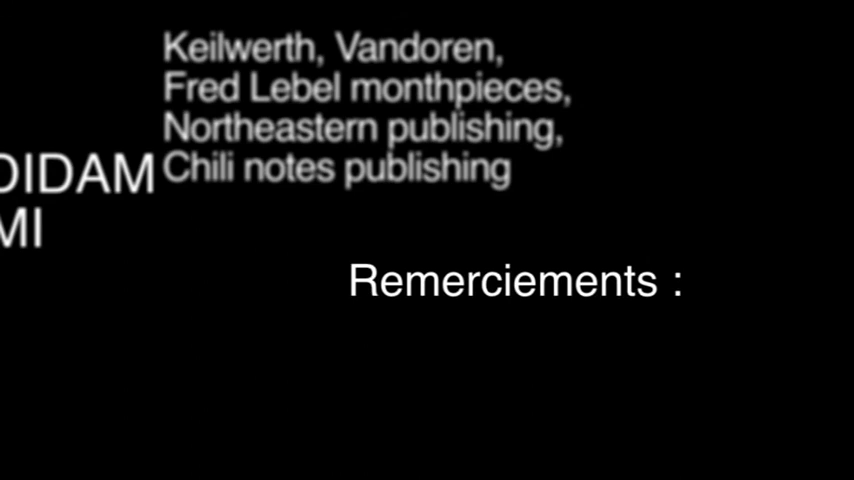 Keilwerth, Vandoren,
Fred Lebel monthpieces,
Northeastern publishing,
Chili notes publishing
DIDAM
MI
Remerciements :